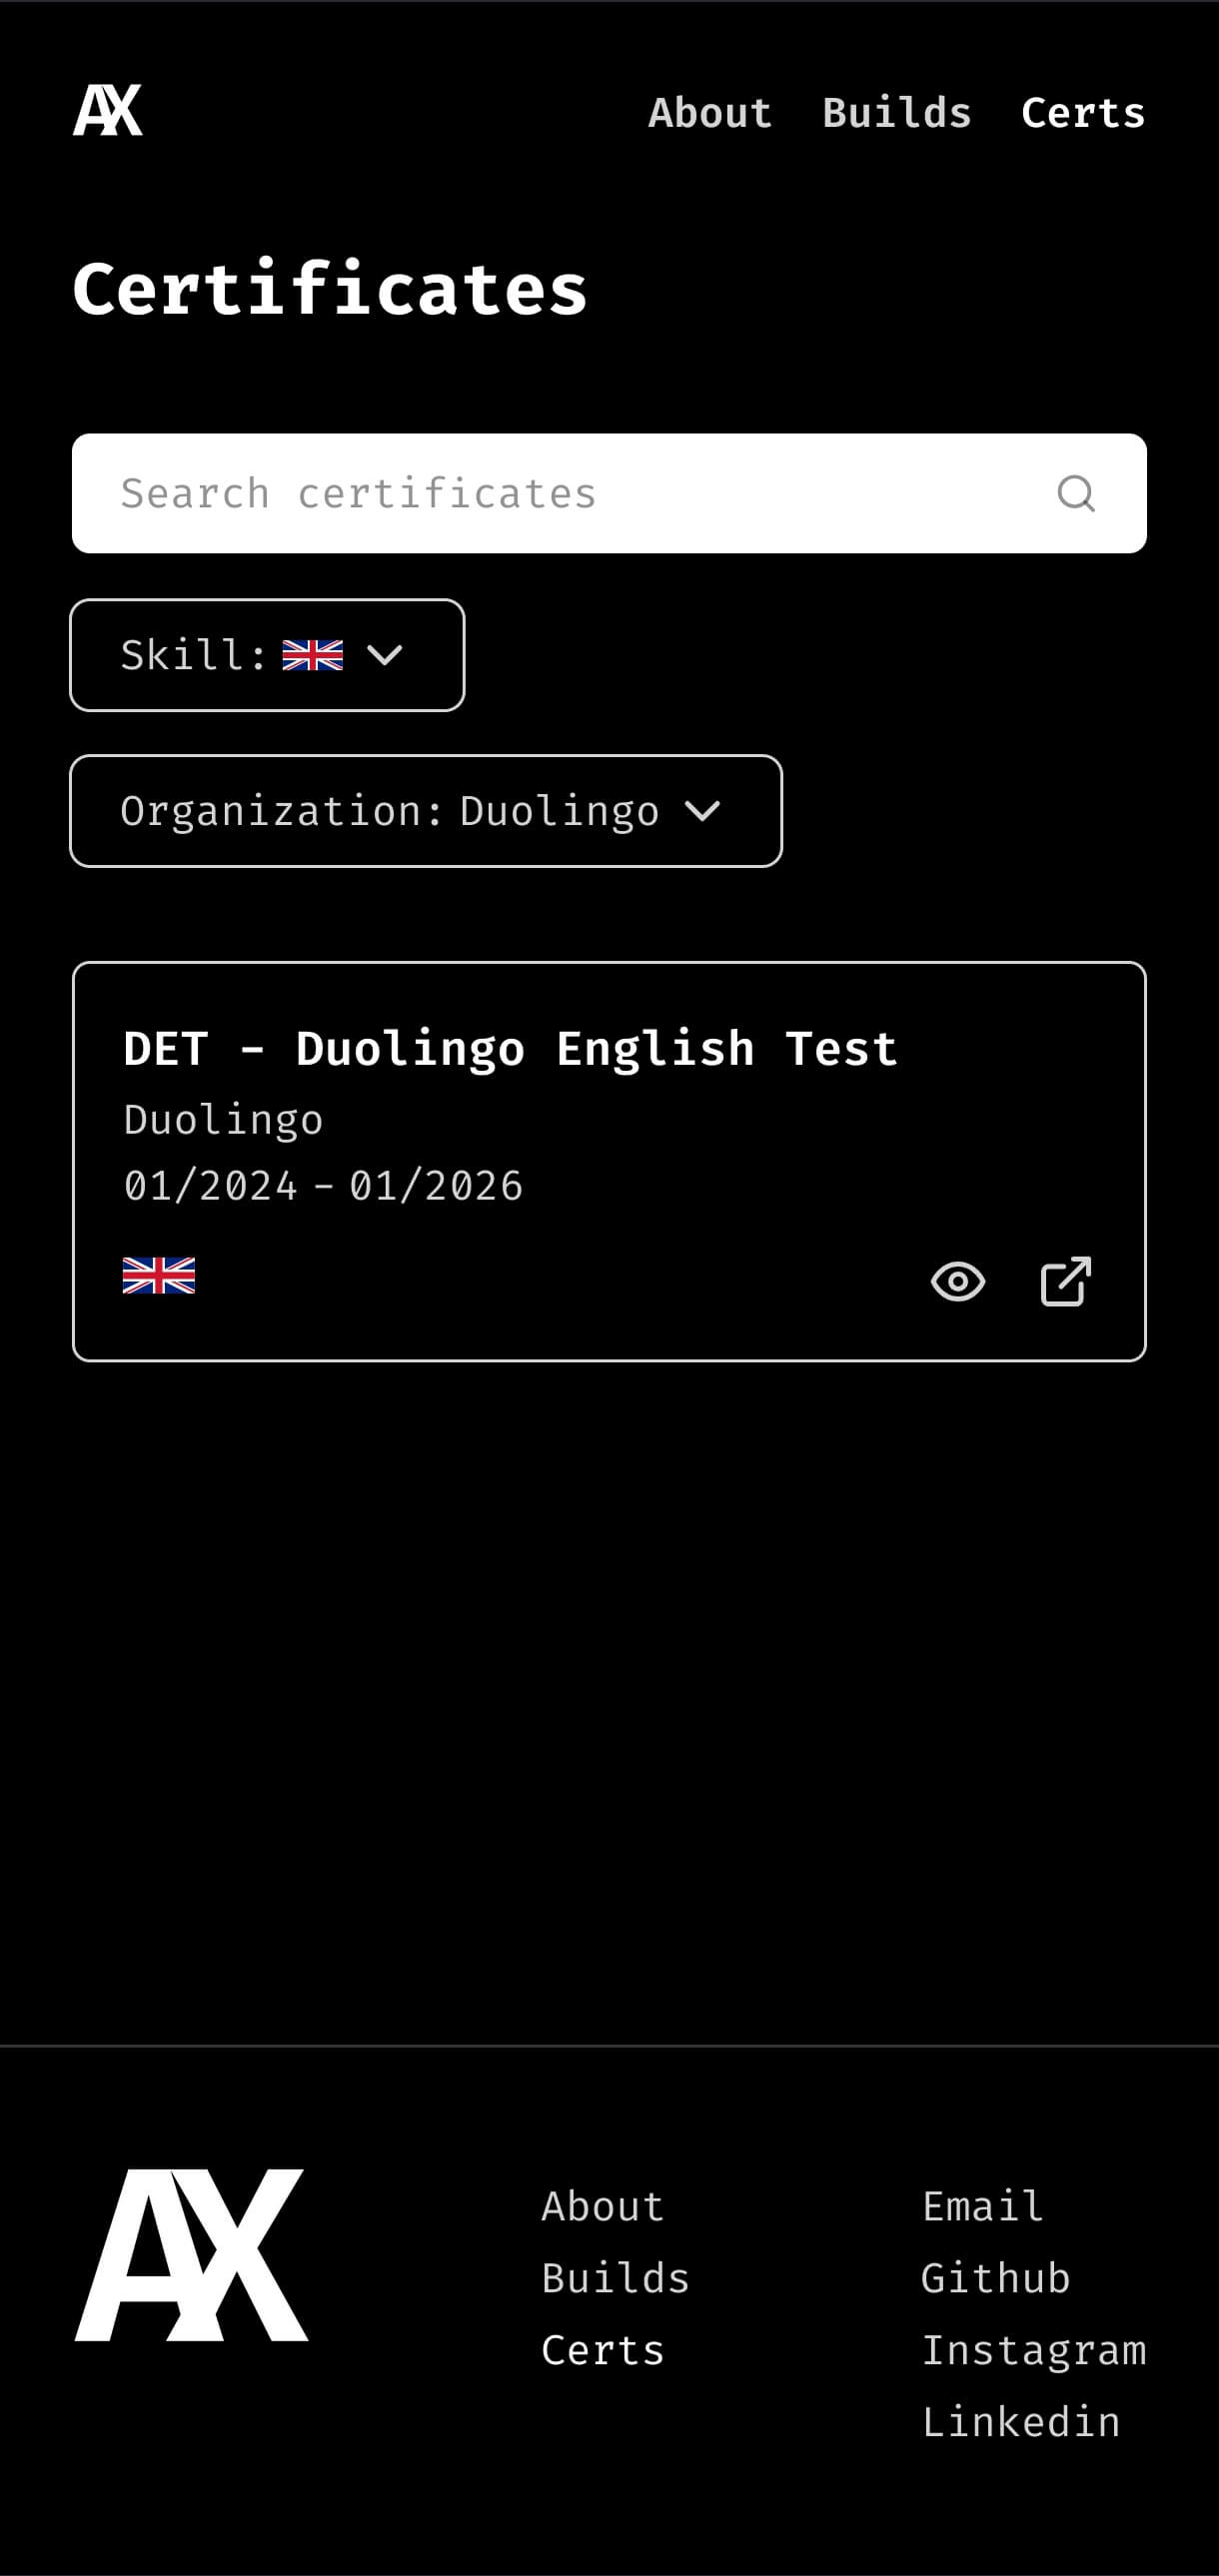 AX
About Builds Certs
Certificates
Search certificates
Skill:
Organization: Duolingo
DET - Duolingo English Test
Duolingo
01/2024 - 01/2026
AX
About
Builds
Certs
Email
Github
Instagram
Linkedin